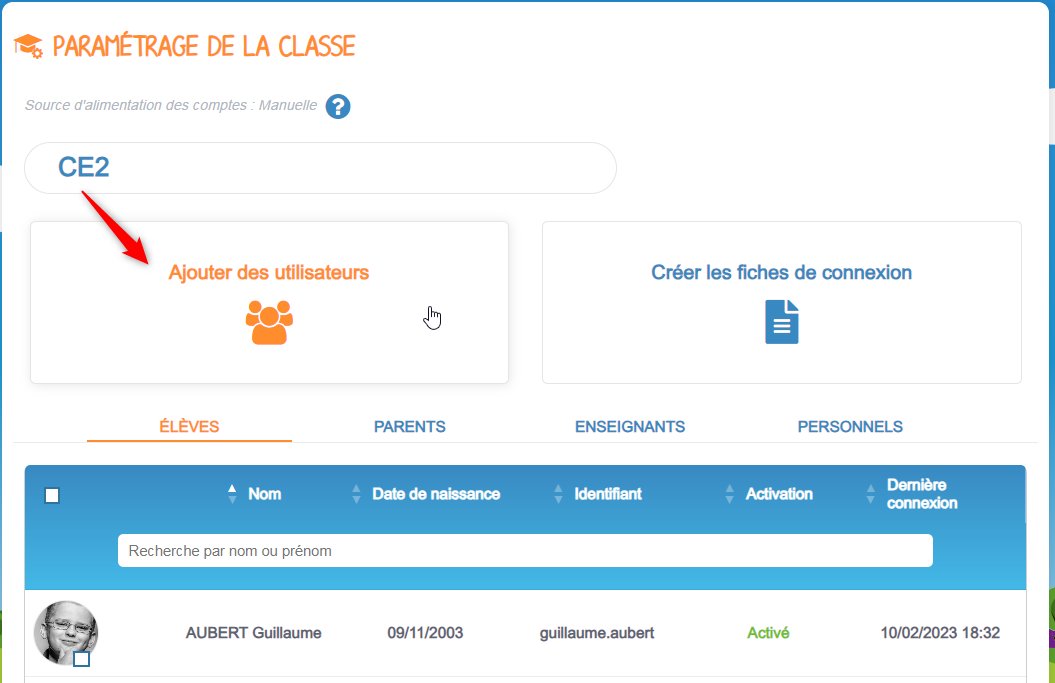 PARAMÉTRAGE DE LA CLASSE
Source d'alimentation des comptes : Manuelle ?
CE2
Ajouter des utilisateurs
Créer les fiches de connexion
ÉLÈVES PARENTS ENSEIGNANTS PERSONNELS
Nom Date de naissance Identifiant Activation Dernière
connexion
Recherche par nom ou prénom
AUBERT Guillaume 09/11/2003 guillaume.aubert Activé 10/02/2023 18:32